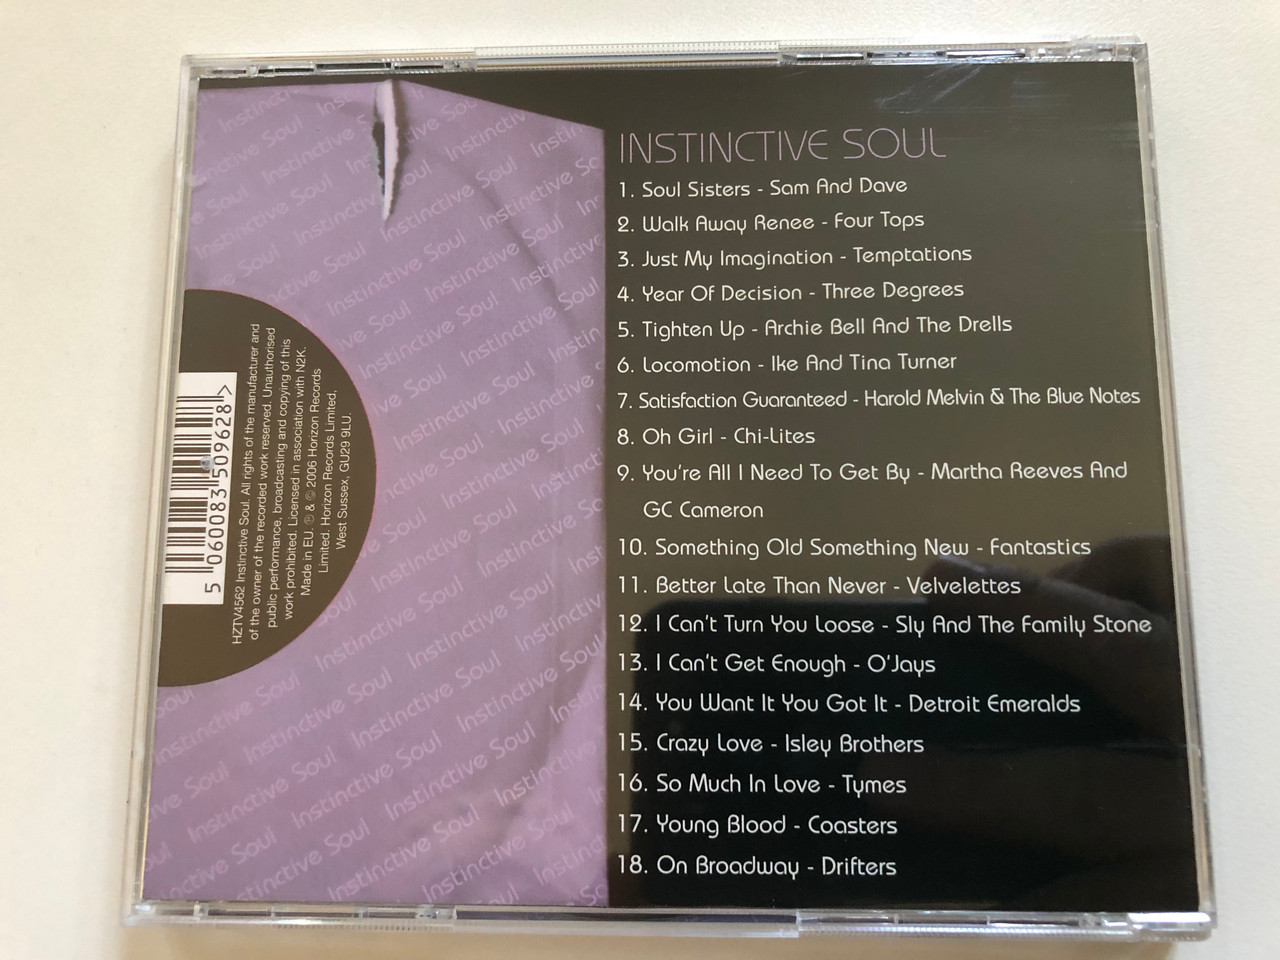 INSTINCTIVE SOUL
1. Soul Sisters - Sam And Dave
2. Walk Away Renee - Four Tops
3. Just My Imagination - Temptations
4. Year Of Decision - Three Degrees
5. Tighten Up - Archie Bell And The Drells
6. Locomotion - Ike And Tina Turner
7. Satisfaction Guaranteed - Harold Melvin & The Blue Notes
8. Oh Girl - Chi-Lites
9. You're All I Need To Get By - Martha Reeves And
GC Cameron
10. Something Old Something New - Fantastics
11. Better Late Than Never - Velvelettes
12. I Can't Turn You Loose - Sly And The Family Stone
13. I Can't Get Enough - O'Jays
14. You Want It You Got It - Detroit Emeralds
15. Crazy Love - Isley Brothers
16. So Much In Love - Tymes
17. Young Blood - Coasters
18. On Broadway - Drifters
5 060083 509628 >
HZTV4562 Instinctive Soul. All rights of the manufacturer and
of the owner of the recorded work reserved. Unauthorised
public performance, broadcasting and copying of this
work prohibited. Licensed in association with N2K.
Made in EU. ℗ & © 2006 Horizon Records
Limited. Horizon Records Limited,
West Sussex, GU29 9LU.
Instinctive Soul Instinctive Soul Instinctive Soul